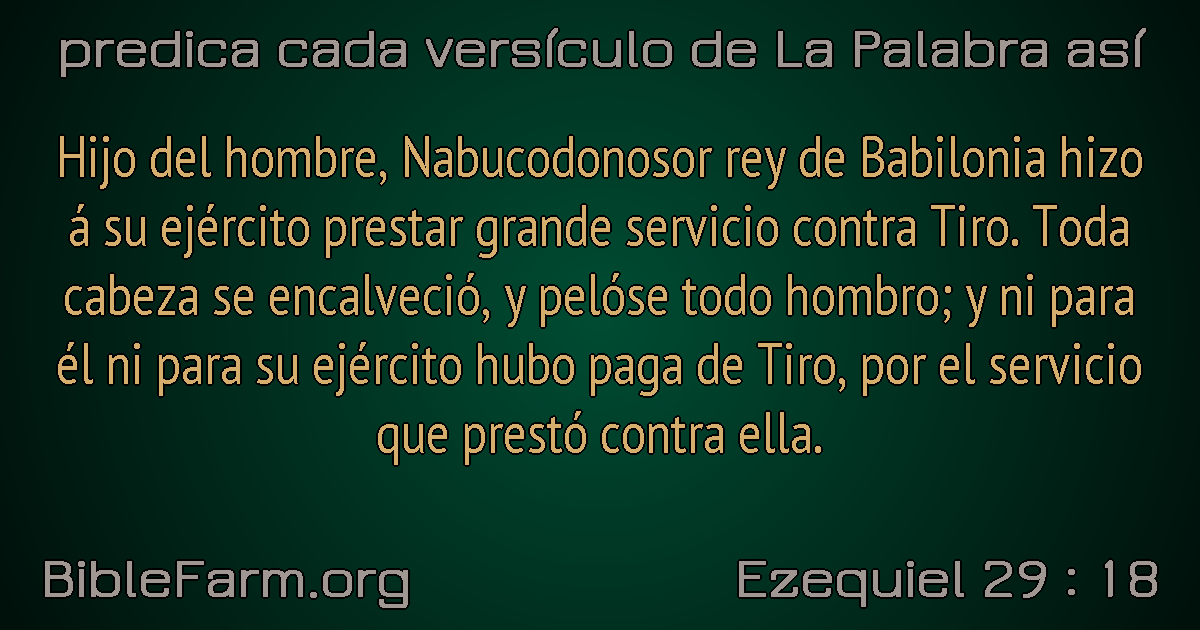 predica cada versículo de La Palabra así
Hijo del hombre, Nabucodonosor rey de Babilonia hizo
á su ejército prestar grande servicio contra Tiro. Toda
cabeza se encalveció, y pelóse todo hombro; y ni para
él ni para su ejército hubo paga de Tiro, por el servicio
que prestó contra ella.
BibleFarm.org
Ezequiel 29 : 18